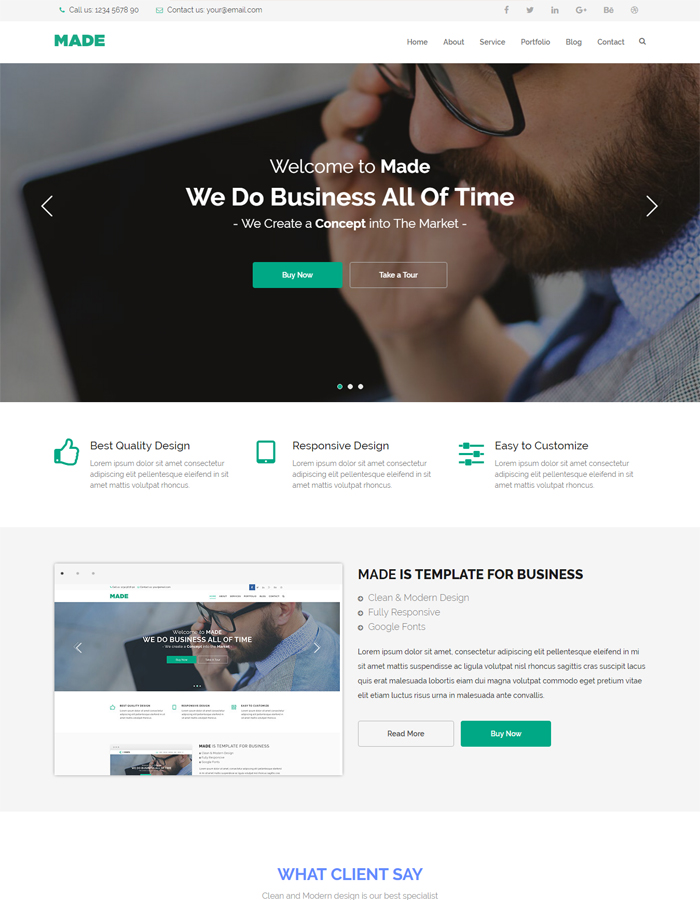 Call us: 1234 5678 90 Contact us: your@email.com
MADE
Home About Service Portfolio Blog Contact
Welcome to Made
We Do Business All Of Time
- We Create a Concept into The Market -
Buy Now Take a Tour
Best Quality Design
Lorem ipsum dolor sit amet consectetur
adipiscing elit pellentesque eleifend in sit
amet mattis volutpat rhoncus.
Responsive Design
Lorem ipsum dolor sit amet consectetur
adipiscing elit pellentesque eleifend in sit
amet mattis volutpat rhoncus.
Easy to Customize
Lorem ipsum dolor sit amet consectetur
adipiscing elit pellentesque eleifend in sit
amet mattis volutpat rhoncus.
MADE
Welcome to MADE
WE DO BUSINESS ALL OF TIME
- We create a Concept into the Market -
Buy Now
BEST QUALITY DESIGN
RESPONSIVE DESIGN
EASY TO CUSTOMIZE
MADE IS TEMPLATE FOR BUSINESS
MADE IS TEMPLATE FOR BUSINESS
Clean & Modern Design
Fully Responsive
Google Fonts
Lorem ipsum dolor sit amet, consectetur adipiscing elit pellentesque eleifend in mi
sit amet mattis suspendisse ac ligula volutpat nisl rhoncus sagittis cras suscipit lacus
quis erat malesuada lobortis eiam dui magna volutpat commodo eget pretium vitae
elit etiam luctus risus urna in malesuada ante convallis.
Read More Buy Now
WHAT CLIENT SAY
Clean and Modern design is our best specialist